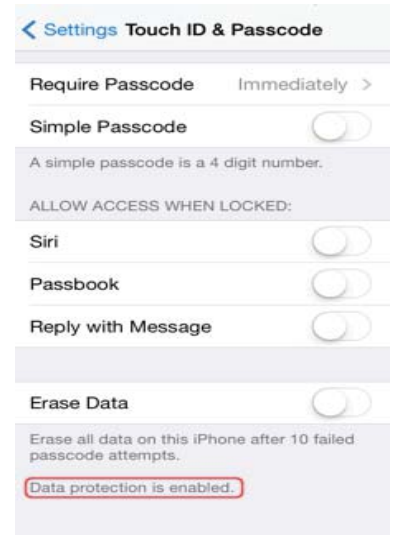 Settings Touch ID & Passcode
Require Passcode Immediately >
Simple Passcode
A simple passcode is a 4 digit number.
ALLOW ACCESS WHEN LOCKED:
Siri
Passbook
Reply with Message
Erase Data
Erase all data on this iPhone after 10 failed
passcode attempts.
Data protection is enabled.